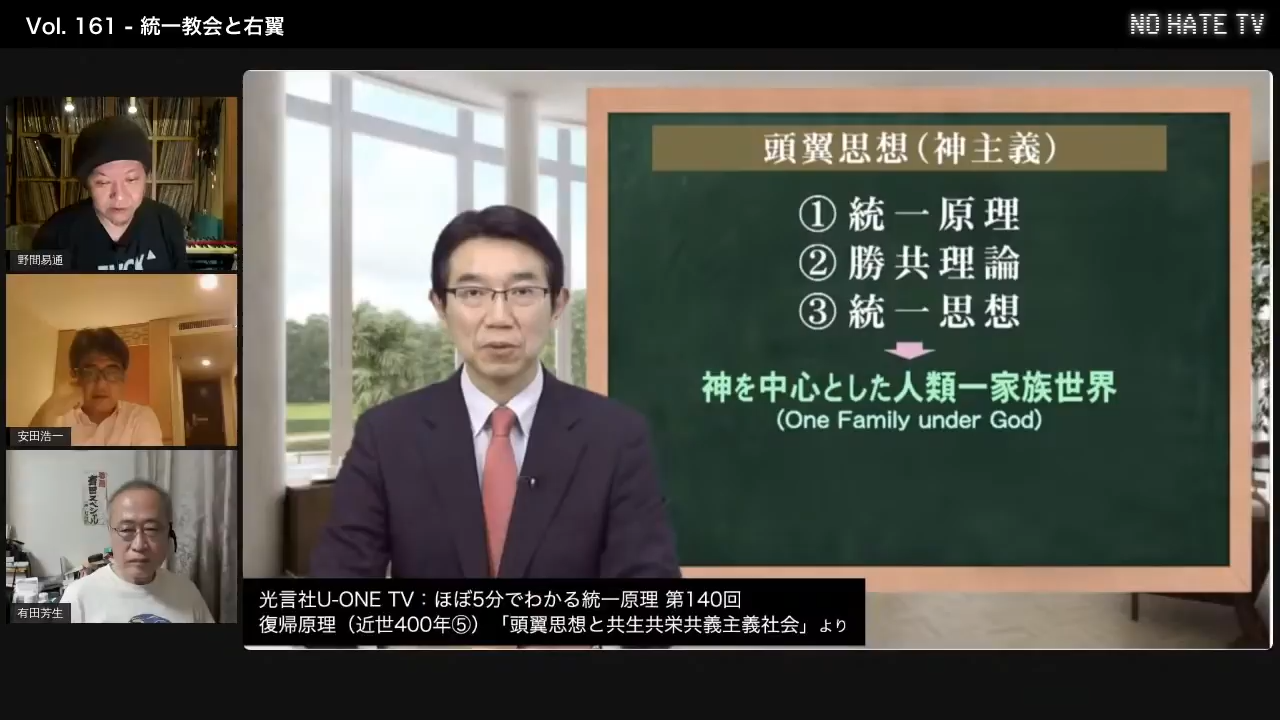 Vol. 161 - 統一教会と右翼
NO HATE TV
野間易通
安田浩一
有田芳生
頭翼思想(神主義)
① 統一原理
② 勝共理論
③ 統一思想
神を中心とした人類一家族世界
(One Family under God)
光言社U-ONE TV：ほぼ5分でわかる統一原理 第140回
復帰原理（近世400年⑤）「頭翼思想と共生共栄共義主義社会」より